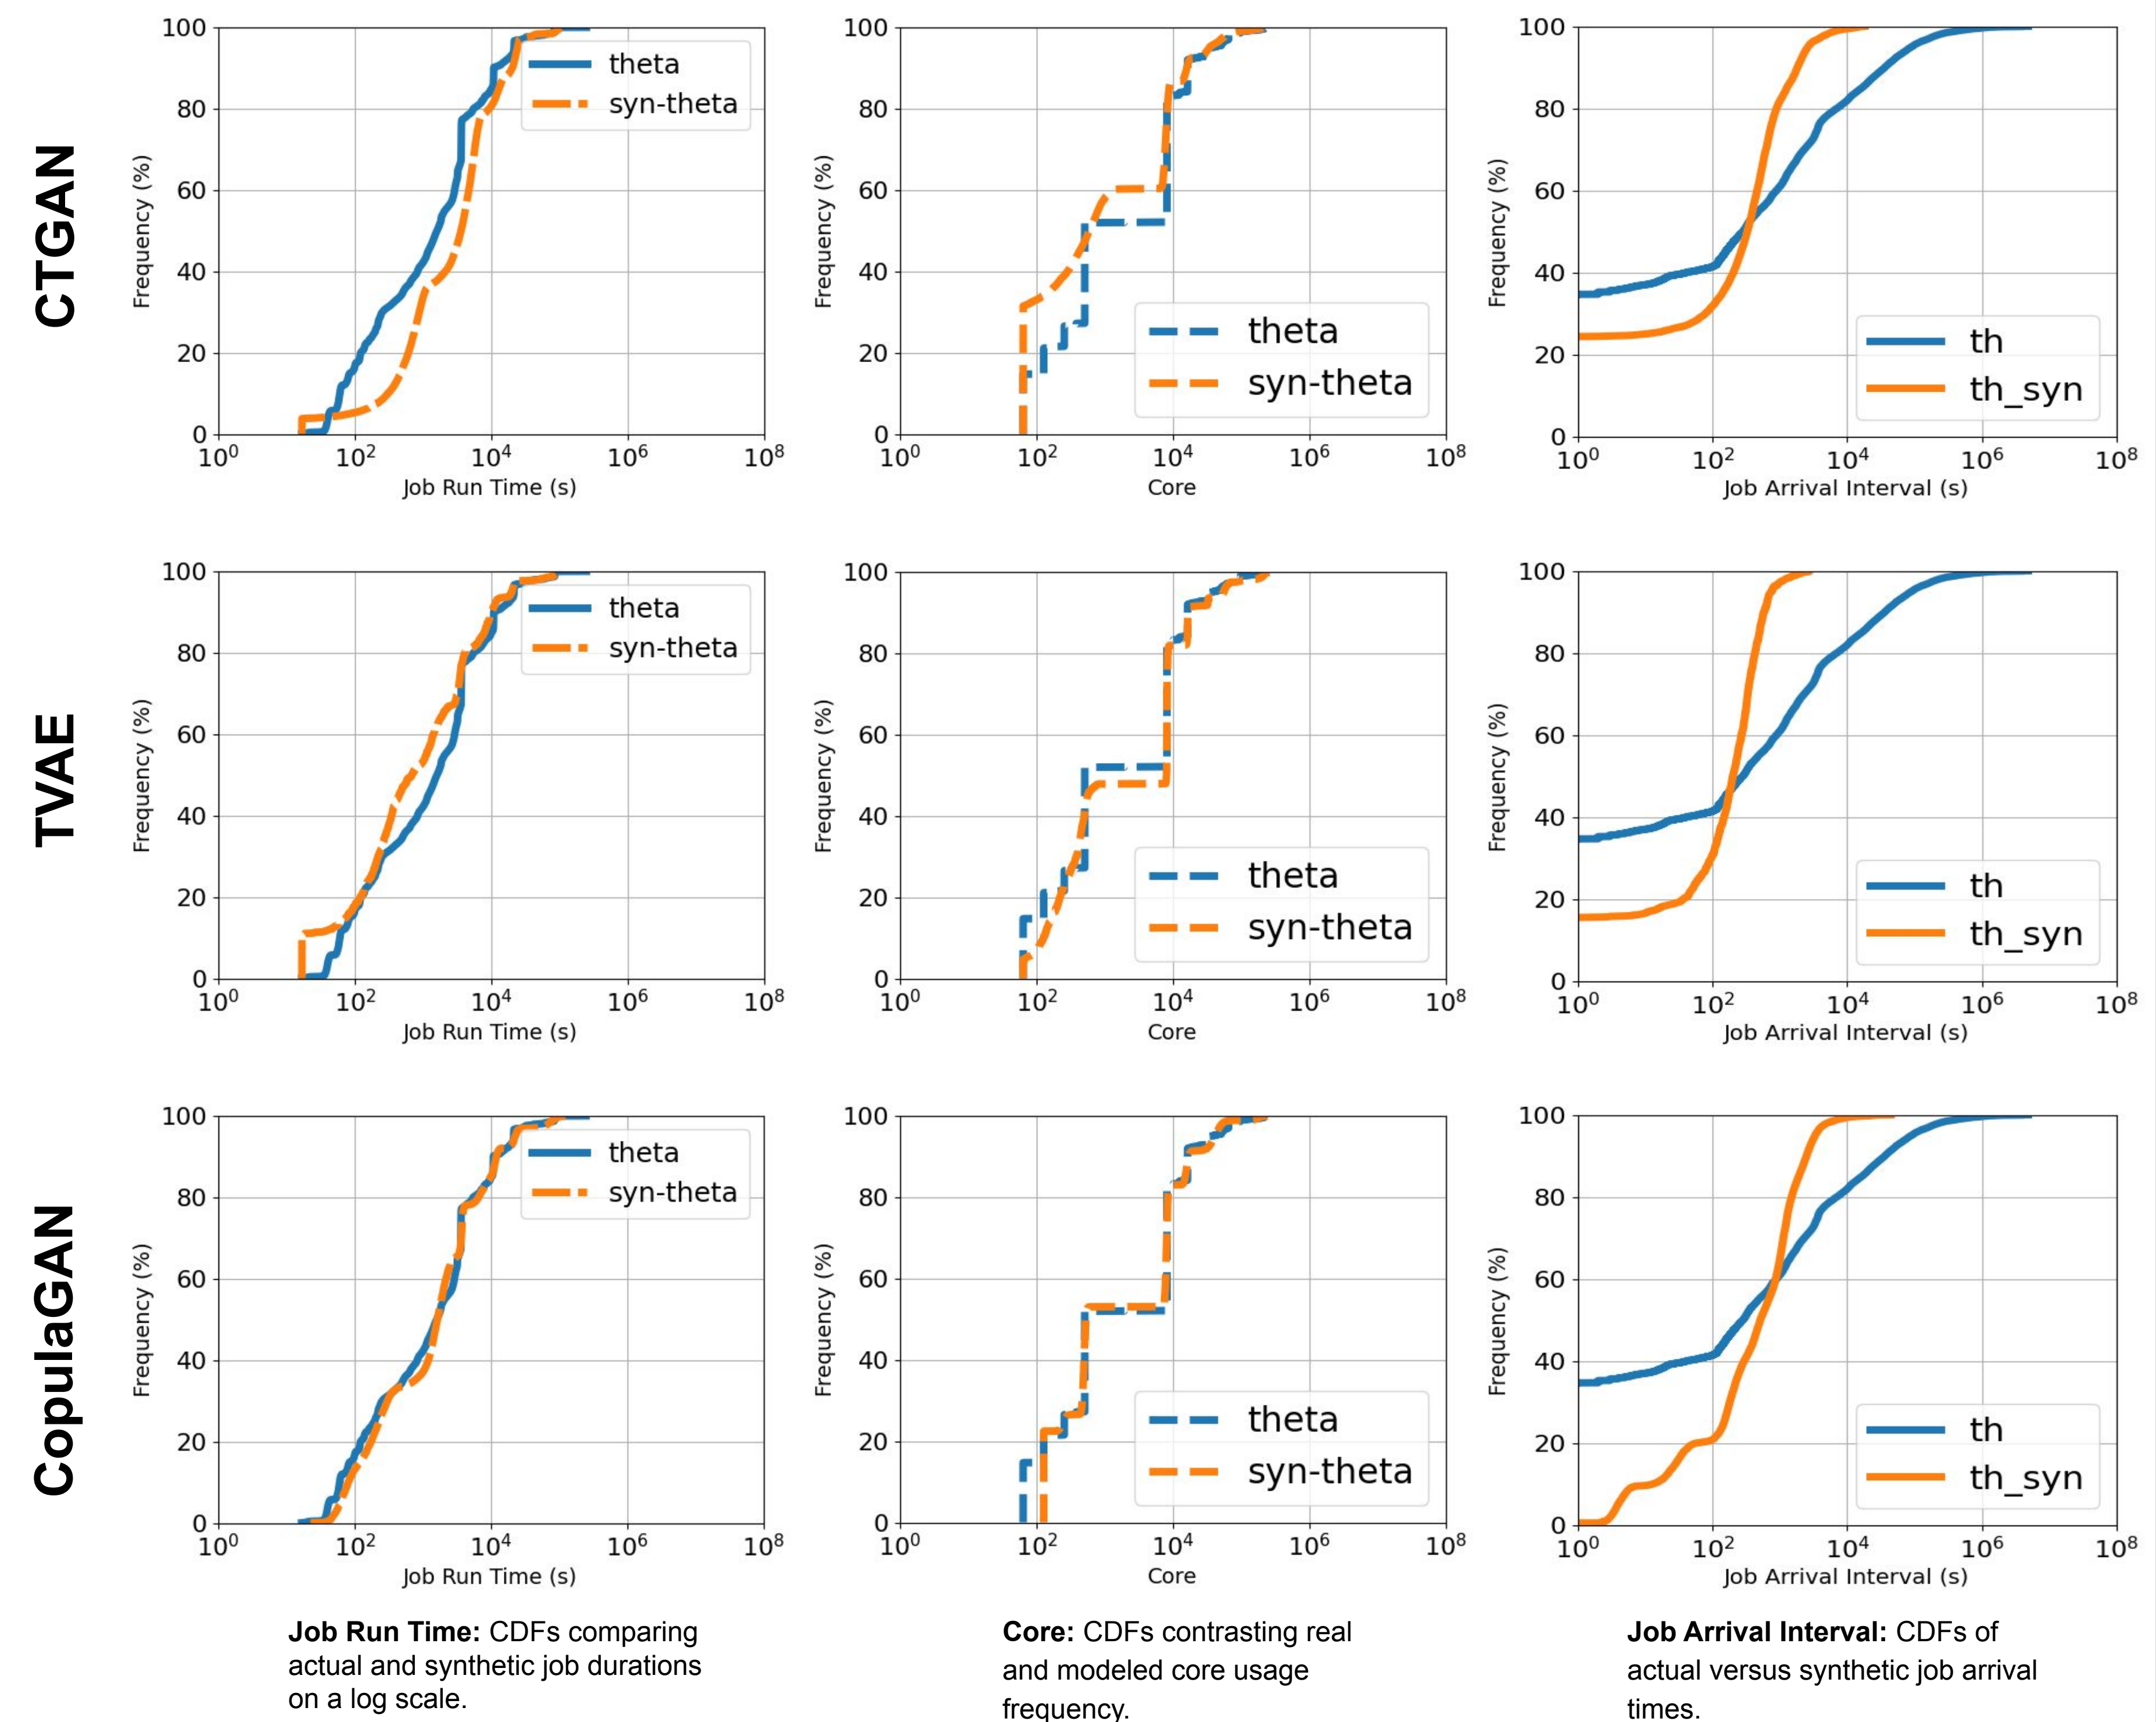 CTGAN
100
80
60
40
20
0
Frequency (%)
10^0 10^2 10^4 10^6 10^8
Job Run Time (s)
theta
syn-theta
100
80
60
40
20
0
Frequency (%)
10^0 10^2 10^4 10^6 10^8
Core
theta
syn-theta
100
80
60
40
20
0
Frequency (%)
10^0 10^2 10^4 10^6 10^8
Job Arrival Interval (s)
th
th_syn
TVAE
100
80
60
40
20
0
Frequency (%)
10^0 10^2 10^4 10^6 10^8
Job Run Time (s)
theta
syn-theta
100
80
60
40
20
0
Frequency (%)
10^0 10^2 10^4 10^6 10^8
Core
theta
syn-theta
100
80
60
40
20
0
Frequency (%)
10^0 10^2 10^4 10^6 10^8
Job Arrival Interval (s)
th
th_syn
CopulaGAN
100
80
60
40
20
0
Frequency (%)
10^0 10^2 10^4 10^6 10^8
Job Run Time (s)
theta
syn-theta
100
80
60
40
20
0
Frequency (%)
10^0 10^2 10^4 10^6 10^8
Core
theta
syn-theta
100
80
60
40
20
0
Frequency (%)
10^0 10^2 10^4 10^6 10^8
Job Arrival Interval (s)
th
th_syn
Job Run Time: CDFs comparing
actual and synthetic job durations
on a log scale.
Core: CDFs contrasting real
and modeled core usage
frequency.
Job Arrival Interval: CDFs of
actual versus synthetic job arrival
times.